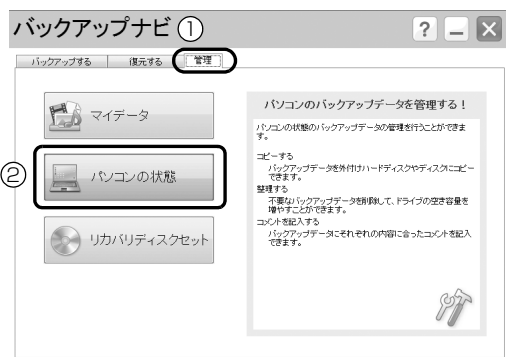 バックアップナビ ①
? － ×
バックアップする 復元する 管理
マイデータ
② パソコンの状態
リカバリディスクセット
パソコンのバックアップデータを管理する！
パソコンの状態のバックアップデータの管理を行うことができま
す。
コピーする
バックアップデータを外付けハードディスクやディスクにコピー
できます。
整理する
不要なバックアップデータを削除して、ドライブの空き容量を
増やすことができます。
コメントを記入する
バックアップデータにそれぞれの内容に合ったコメントを記入
できます。